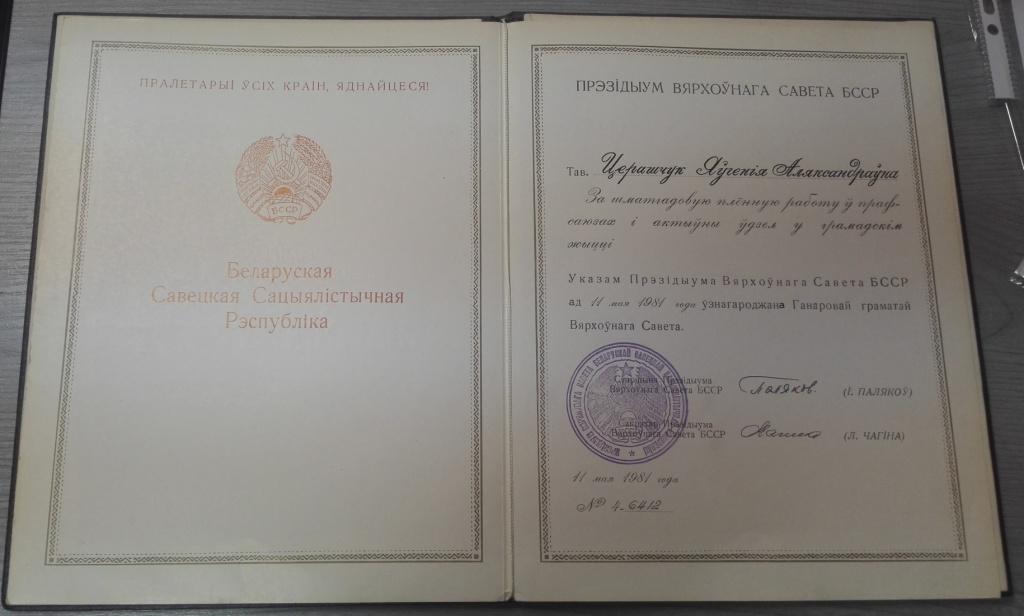 ПРАЛЕТАРЫІ ЎСІХ КРАІН, ЯДНАЙЦЕСЯ!
БССР
Беларуская
Савецкая Сацыялістычная
Рэспубліка
ПРЭЗІДЫУМ ВЯРХОЎНАГА САВЕТА БССР
Тав. Церашчук Яўгенія Аляксандраўна
За шматгадовую плённую работу ў праф-
саюзах і актыўны ўдзел у грамадскім
жыцці
Указам Прэзідыума Вярхоўнага Савета БССР
ад 11 мая 1981 года ўзнагароджана Ганаровай граматай
Вярхоўнага Савета.
Старшыня Прэзідыума
Вярхоўнага Савета БССР Паляков (І. ПАЛЯКОЎ)
Сакратар Прэзідыума
Вярхоўнага Савета БССР (Л. ЧАГІНА)
11 мая 1981 года
№ 4-6412